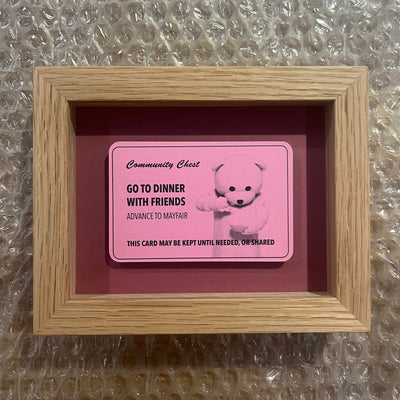 Community Chest
GO TO DINNER
WITH FRIENDS
ADVANCE TO MAYFAIR
THIS CARD MAY BE KEPT UNTIL NEEDED, OR SHARED